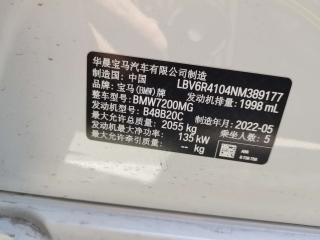 华晨宝马汽车有限公司制造
制造国：中国 LBV6R4104NM389177
品牌：宝马(BMW)牌 发动机排量：1998 mL
整车型号：BMW7200MG
发动机型号：B48B20C 制造年月：2022-05
最大允许总质量：2055 kg 乘坐人数：5
发动机最大净功率：135 kW
最大允许牵引质量：-- kg